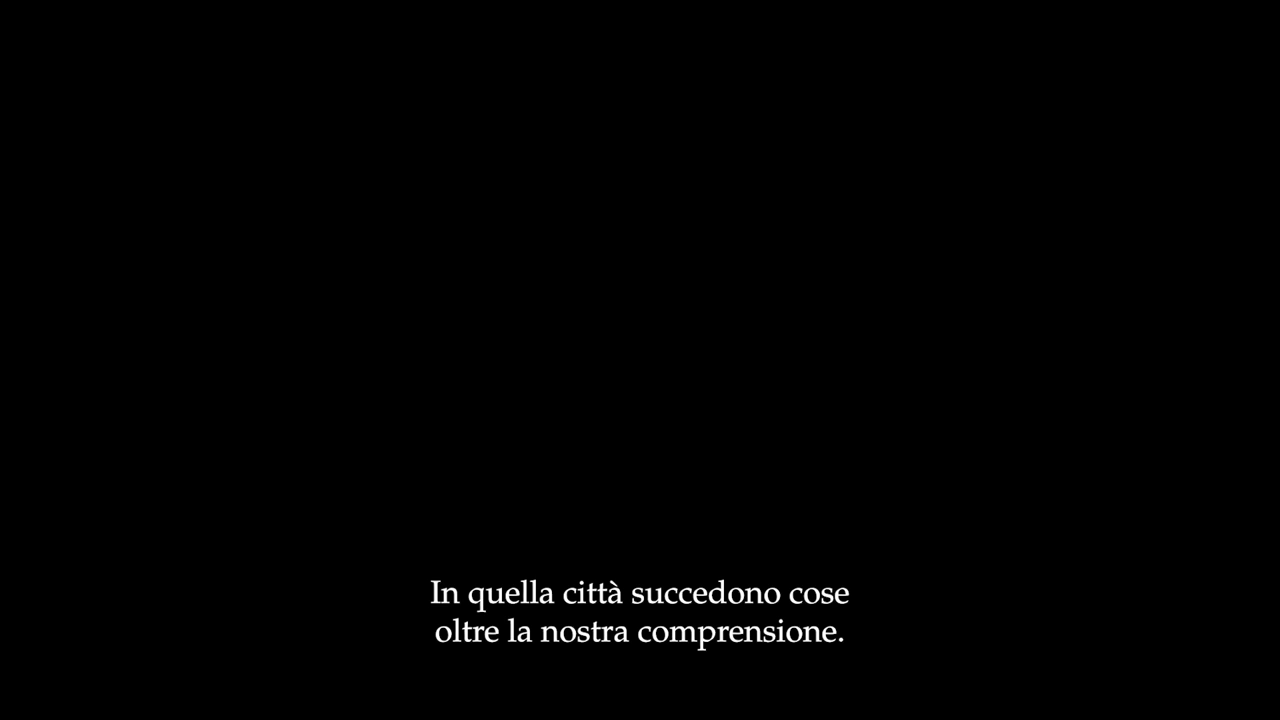 In quella città succedono cose
oltre la nostra comprensione.